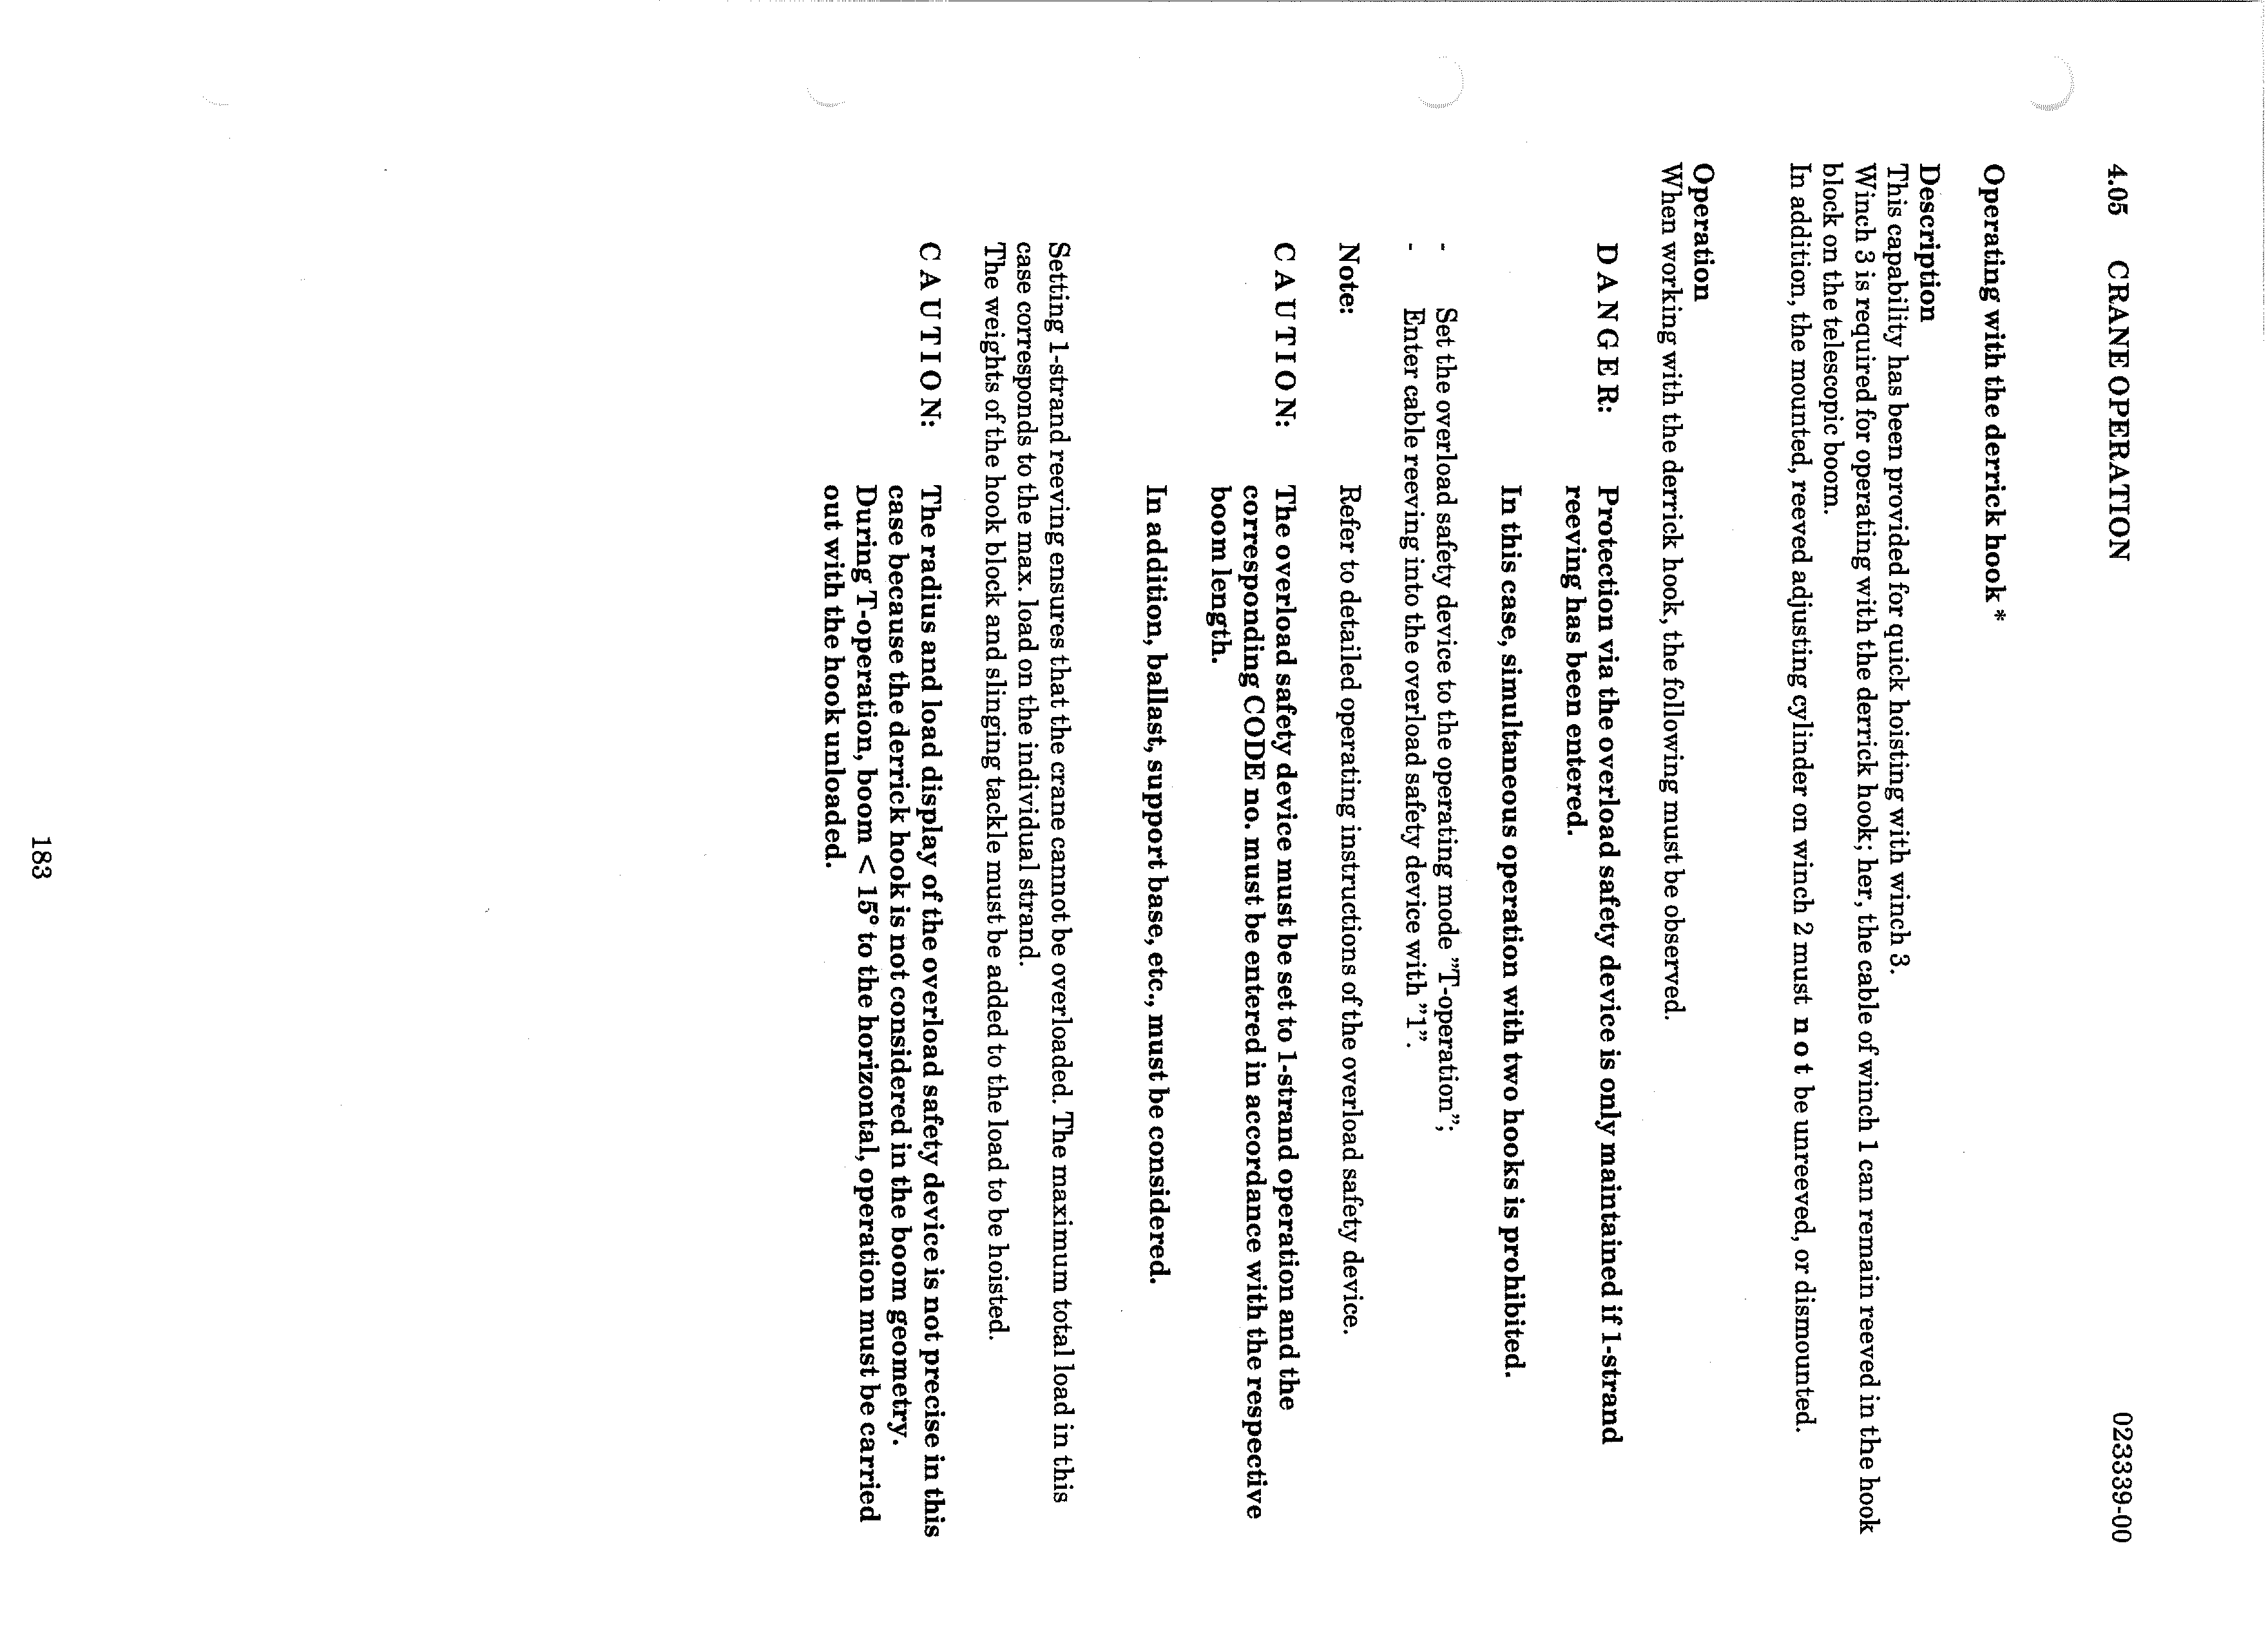 4.05 CRANE OPERATION 023339-00
Operating with the derrick hook *
Description
This capability has been provided for quick hoisting with winch 3.
Winch 3 is required for operating with the derrick hook; her, the cable of winch 1 can remain reeved in the hook
block on the telescopic boom.
In addition, the mounted, reeved adjusting cylinder on winch 2 must n o t be unreeved, or dismounted.
Operation
When working with the derrick hook, the following must be observed.
D A N G E R: Protection via the overload safety device is only maintained if 1-strand
reeving has been entered.
In this case, simultaneous operation with two hooks is prohibited.
- Set the overload safety device to the operating mode "T-operation";
- Enter cable reeving into the overload safety device with "1".
Note: Refer to detailed operating instructions of the overload safety device.
C A U T I O N: The overload safety device must be set to 1-strand operation and the
corresponding CODE no. must be entered in accordance with the respective
boom length.
In addition, ballast, support base, etc., must be considered.
Setting 1-strand reeving ensures that the crane cannot be overloaded. The maximum total load in this
case corresponds to the max. load on the individual strand.
The weights of the hook block and slinging tackle must be added to the load to be hoisted.
C A U T I O N: The radius and load display of the overload safety device is not precise in this
case because the derrick hook is not considered in the boom geometry.
During T-operation, boom < 15° to the horizontal, operation must be carried
out with the hook unloaded.
183